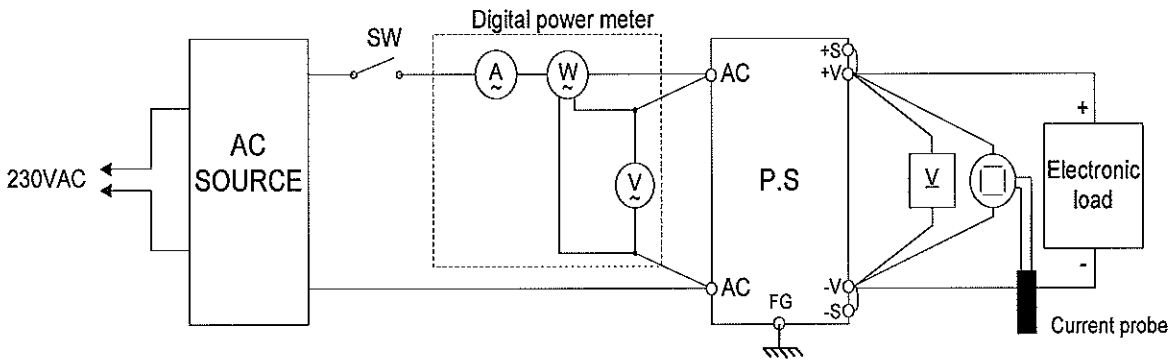 Digital power meter
SW
A
~
W
~
V
~
230VAC
AC
SOURCE
AC
AC
P.S
FG
+S
+V
-V
-S
V
+
Electronic
load
-
Current probe